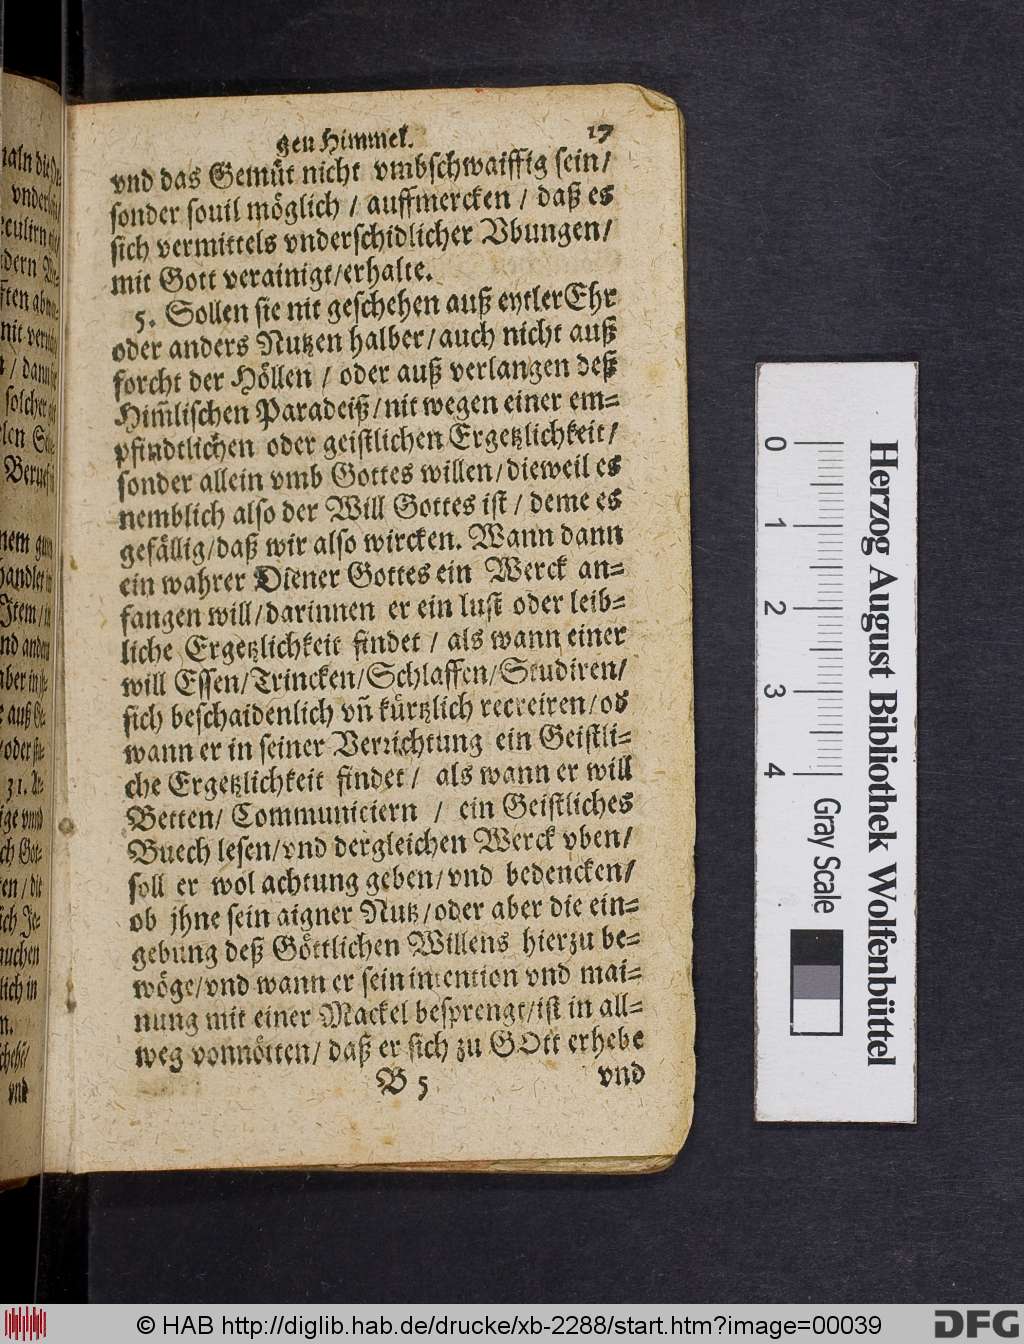 gen Himmel. 17
vnd das Gemüt nicht vmbschwaiffig sein/
sonder souil möglich / auffmercken / daß es
sich vermittels vnderschidlicher Vbungen/
mit Gott verainigt/erhalte.
5. Sollen sie nit geschehen auß eytler Ehr
oder anders Nutzen halber/auch nicht auß
forcht der Höllen / oder auß verlangen deß
Him̃lischen Paradeiß/nit wegen einer em=
pfindtlichen oder geistlichen Ergetzlichkeit/
sonder allein vmb Gottes willen/dieweil es
nemblich also der Will Gottes ist / deme es
gefällig/daß wir also wircken. Wann dann
ein wahrer Diener Gottes ein Werck an=
fangen will/darinnen er ein lust oder leib=
liche Ergetzlichkeit findet / als wann einer
will Essen/Trincken/Schlaffen/Studiren/
sich beschaidenlich vn̄ kürtzlich recreiren/od
wann er in seiner Verrichtung ein Geistli=
che Ergetzlichkeit findet / als wann er will
Betten/ Communiciern / ein Geistliches
Buech lesen/vnd dergleichen Werck vben/
soll er wol achtung geben/vnd bedencken/
ob jhne sein aigner Nutz/oder aber die ein=
gebung deß Göttlichen Willens hierzu be=
wöge/vnd wann er sein intention vnd mai=
nung mit einer Mackel besprengt/ist in all=
weg vonnötten/ daß er sich zu GOtt erhebe
B 5 vnd
0 1 2 3 4
Gray Scale
Herzog August Bibliothek Wolfenbüttel
© HAB http://diglib.hab.de/drucke/xb-2288/start.htm?image=00039
DFG